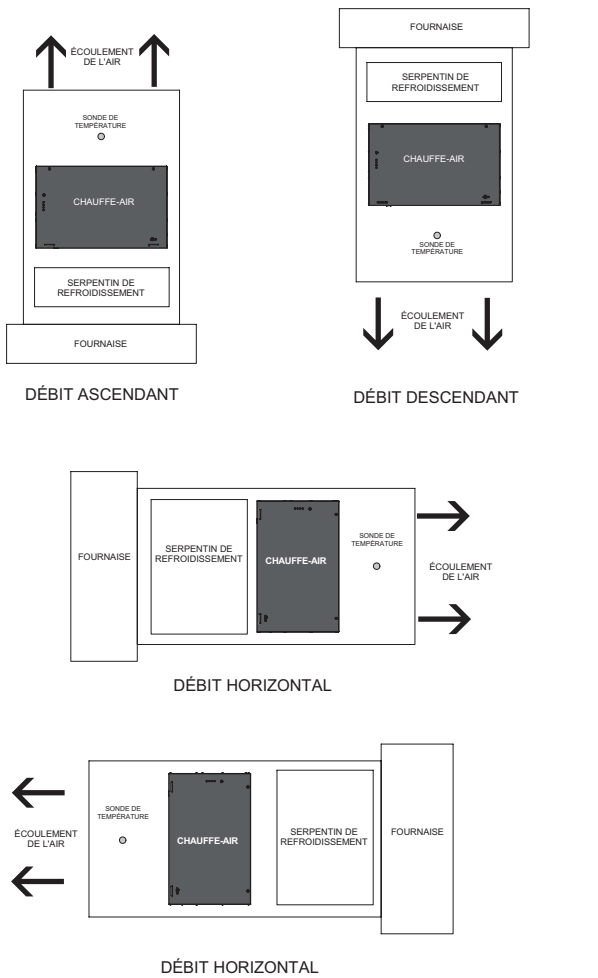 ÉCOULEMENT
DE L'AIR
SONDE DE
TEMPÉRATURE
CHAUFFE-AIR
SERPENTIN DE
REFROIDISSEMENT
FOURNAISE
DÉBIT ASCENDANT
FOURNAISE
SERPENTIN DE
REFROIDISSEMENT
CHAUFFE-AIR
SONDE DE
TEMPÉRATURE
ÉCOULEMENT
DE L'AIR
DÉBIT DESCENDANT
FOURNAISE
SERPENTIN DE
REFROIDISSEMENT
CHAUFFE-AIR
SONDE DE
TEMPÉRATURE
ÉCOULEMENT
DE L'AIR
DÉBIT HORIZONTAL
ÉCOULEMENT
DE L'AIR
SONDE DE
TEMPÉRATURE
CHAUFFE-AIR
SERPENTIN DE
REFROIDISSEMENT
FOURNAISE
DÉBIT HORIZONTAL